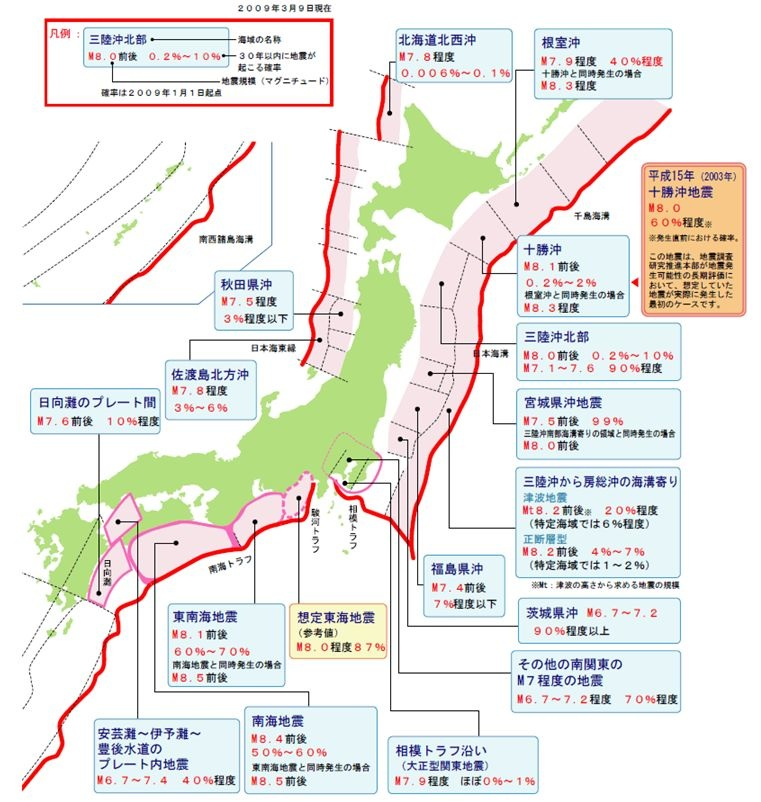 2009年3月9日現在
凡例：
三陸沖北部
M8.0前後 0.2%～10%
海域の名称
30年以内に地震が
起こる確率
地震規模（マグニチュード）
確率は2009年1月1日起点
北海道北西沖
M7.8程度
0.006%～0.1%
根室沖
M7.9程度 40%程度
十勝沖と同時発生の場合
M8.3程度
平成15年（2003年）
十勝沖地震
M8.0
60%程度※
※発生直前における確率。
この地震は、地震調査
研究推進本部が地震発
生可能性の長期評価に
おいて、想定していた
地震が実際に発生した
最初のケースです。
南西諸島海溝
千島海溝
十勝沖
M8.1前後
0.2%～2%
根室沖と同時発生の場合
M8.3程度
秋田県沖
M7.5程度
3%程度以下
日本海東縁
日本海溝
三陸沖北部
M8.0前後 0.2%～10%
M7.1～7.6 90%程度
佐渡島北方沖
M7.8程度
3%～6%
日向灘のプレート間
M7.6前後 10%程度
宮城県沖地震
M7.5前後 99%
三陸沖南部海溝寄りの領域と同時発生の場合
M8.0前後
三陸沖から房総沖の海溝寄り
津波地震
Mt8.2前後※ 20%程度
（特定海域では6%程度）
正断層型
M8.2前後 4%～7%
（特定海域では1～2%）
※Mt：津波の高さから求める地震の規模
駿河トラフ
相模トラフ
南海トラフ
日向灘
福島県沖
M7.4前後
7%程度以下
茨城県沖 M6.7～7.2
90%程度以上
東南海地震
M8.1前後
60%～70%程度
南海地震と同時発生の場合
M8.5前後
想定東海地震
（参考値）
M8.0程度87%
その他の南関東の
M7程度の地震
M6.7～7.2程度 70%程度
安芸灘～伊予灘～
豊後水道の
プレート内地震
M6.7～7.4 40%程度
南海地震
M8.4前後
50%～60%程度
東南海地震と同時発生の場合
M8.5前後
相模トラフ沿い
（大正型関東地震）
M7.9程度 ほぼ0%～1%